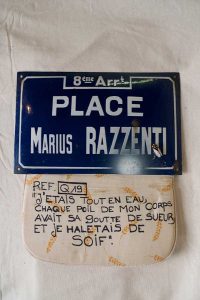 8ème Arrt
PLACE
MARIUS RAZZENTI
REF. Q19
"J'ETAIS TOUT EN EAU,
CHAQUE POIL DE MON CORPS
AVAIT SA GOUTTE DE SUEUR
ET JE HALETAIS DE
SOIF".